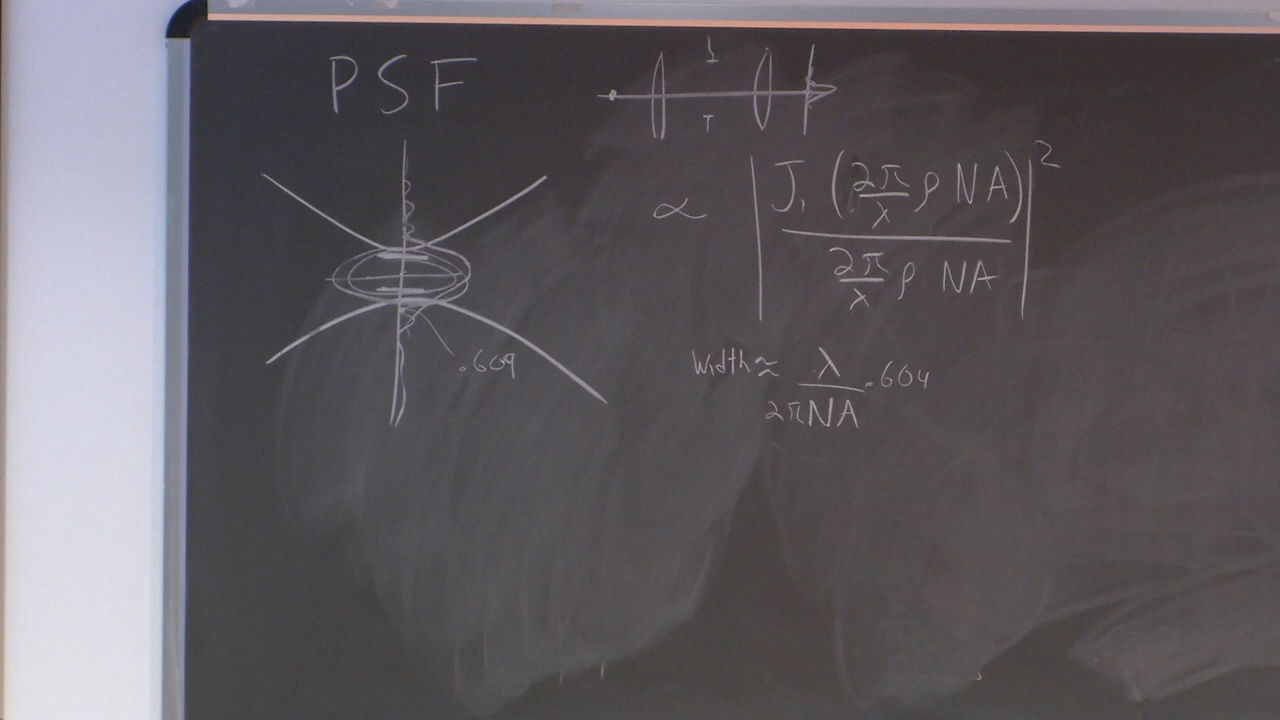 PSF
∝ | J₁ (2π/λ ρ NA) / 2π/λ ρ NA |²
.609
Width ≈ λ/2πNA .604